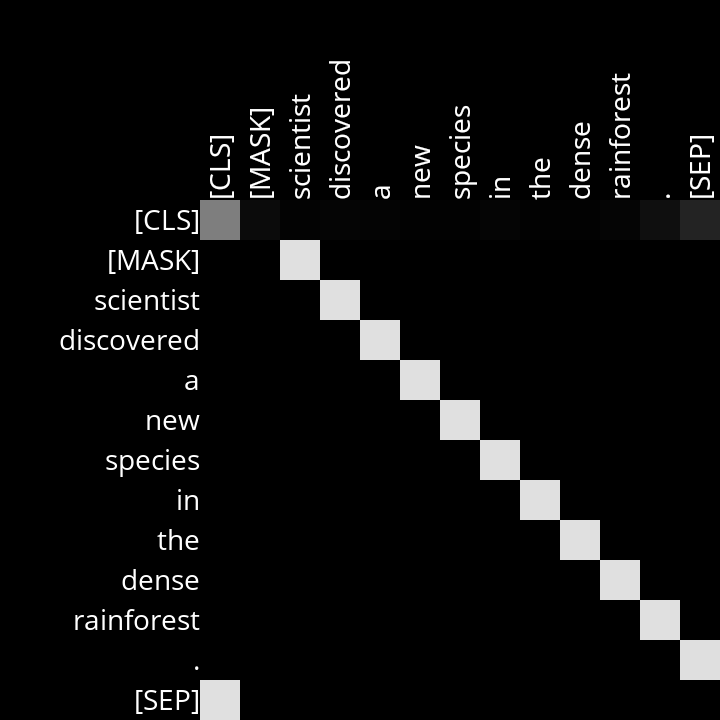 [CLS]
[MASK]
scientist
discovered
a
new
species
in
the
dense
rainforest
.
[SEP]
[CLS]
[MASK]
scientist
discovered
a
new
species
in
the
dense
rainforest
.
[SEP]